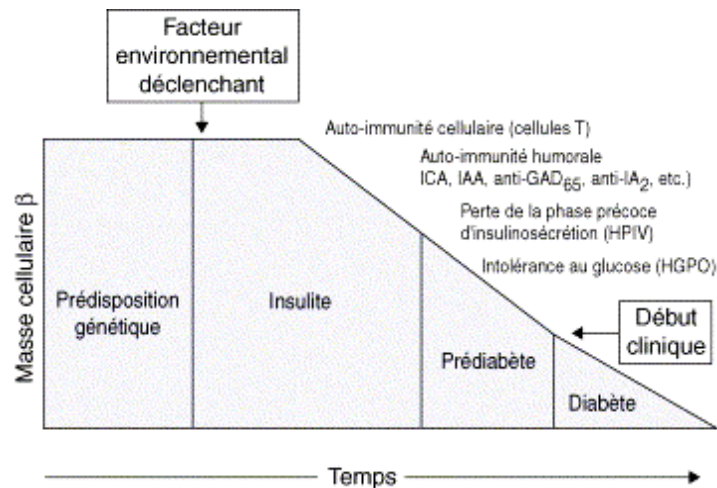 Facteur
environnemental
déclenchant
Auto-immunité cellulaire (cellules T)
Auto-immunité humorale
ICA, IAA, anti-GAD65, anti-IA2, etc.)
Perte de la phase précoce
d'insulinosécrétion (HPIV)
Intolérance au glucose (HGPO)
Masse cellulaire β
Prédisposition
génétique
Insulite
Prédiabète
Début
clinique
Diabète
Temps